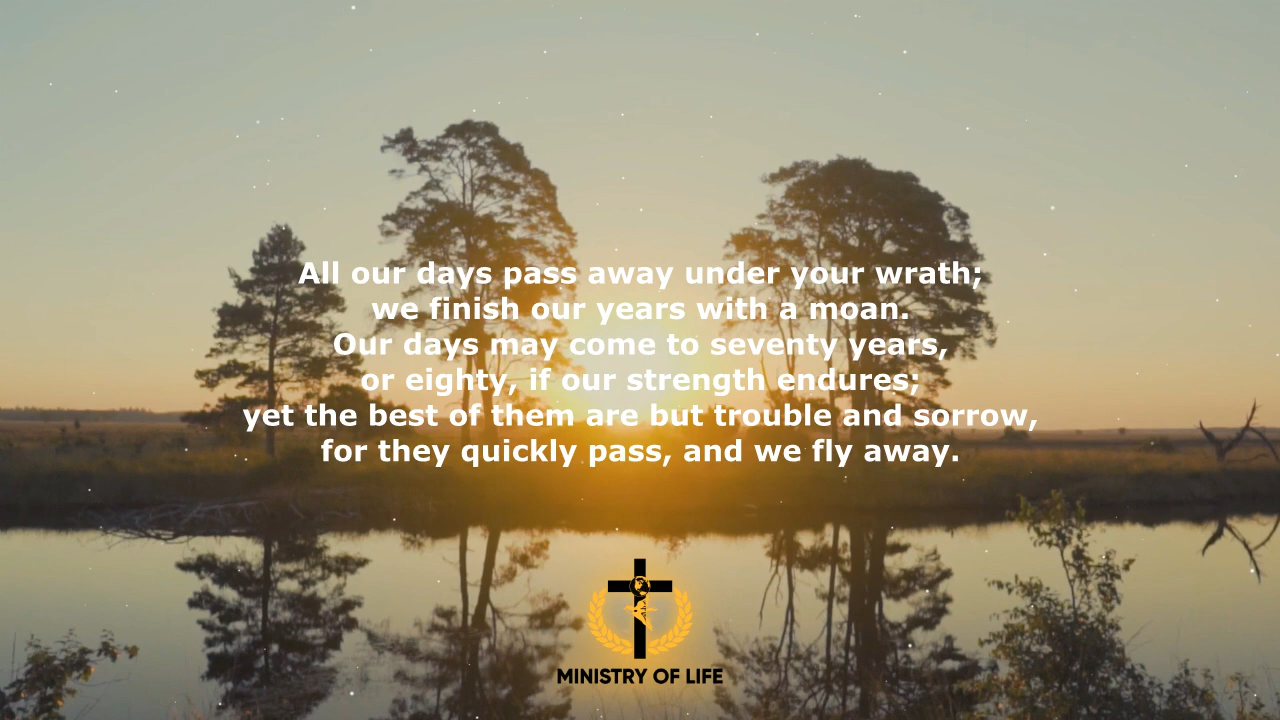 All our days pass away under your wrath;
we finish our years with a moan.
Our days may come to seventy years,
or eighty, if our strength endures;
yet the best of them are but trouble and sorrow,
for they quickly pass, and we fly away.
MINISTRY OF LIFE